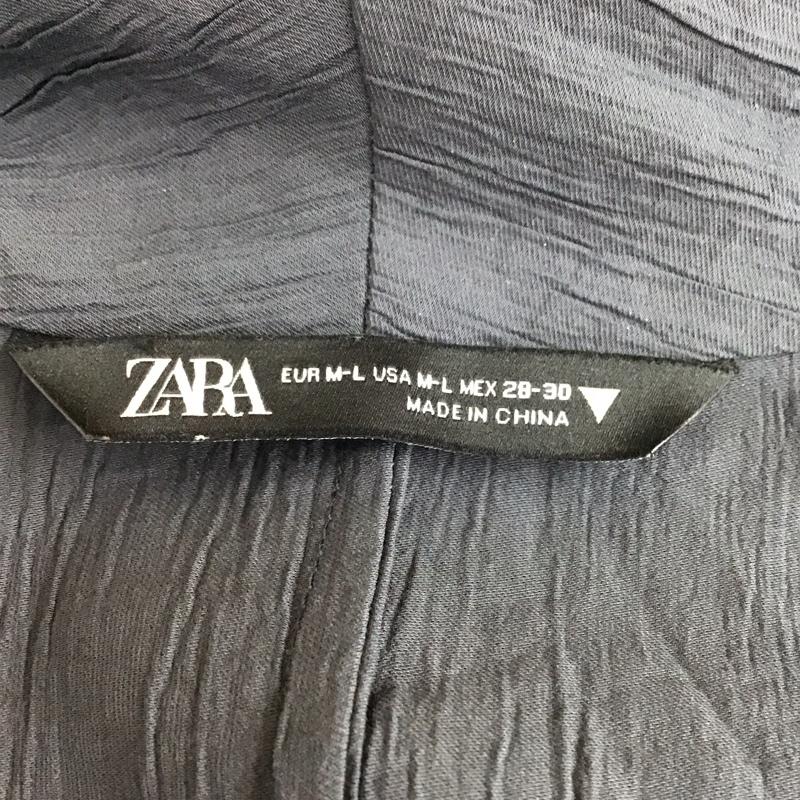 ZARA
EUR M-L USA M-L MEX 28-30
MADE IN CHINA